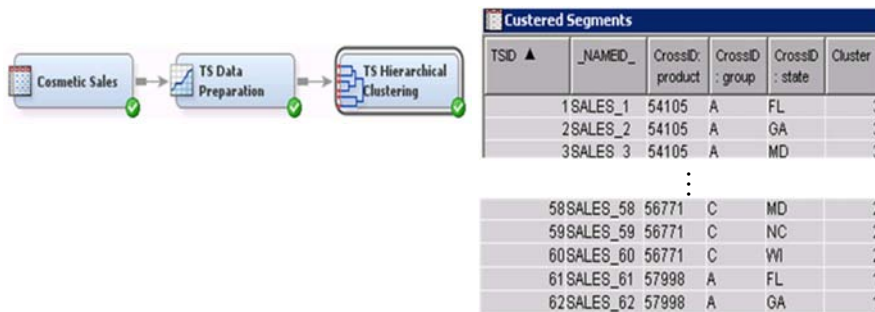 Cosmetic Sales
TS Data
Preparation
TS Hierarchical
Clustering
Custered Segments
TSID ▲ _NAMEID_ CrossID: product CrossID : group CrossID : state Cluster
1 SALES_1 54105 A FL
2 SALES_2 54105 A GA
3 SALES_3 54105 A MD
⋮
58 SALES_58 56771 C MD
59 SALES_59 56771 C NC
60 SALES_60 56771 C WI
61 SALES_61 57998 A FL
62 SALES_62 57998 A GA